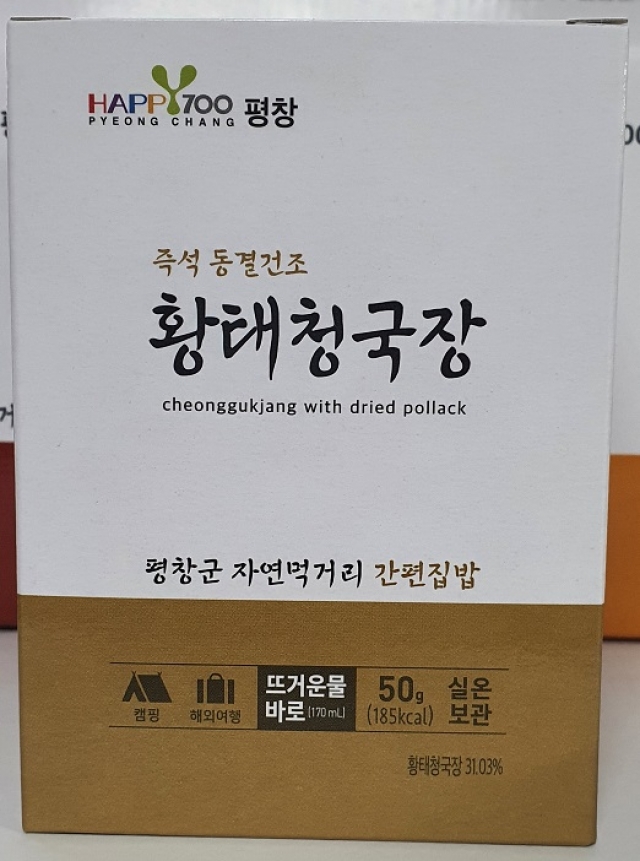 HAPPY700 평창
PYEONG CHANG
즉석 동결건조
황태청국장
cheonggukjang with dried pollack
평창군 자연먹거리 간편집밥
캠핑
해외여행
뜨거운물
바로 (170 mL)
50g
(185kcal)
실온
보관
황태청국장 31.03%